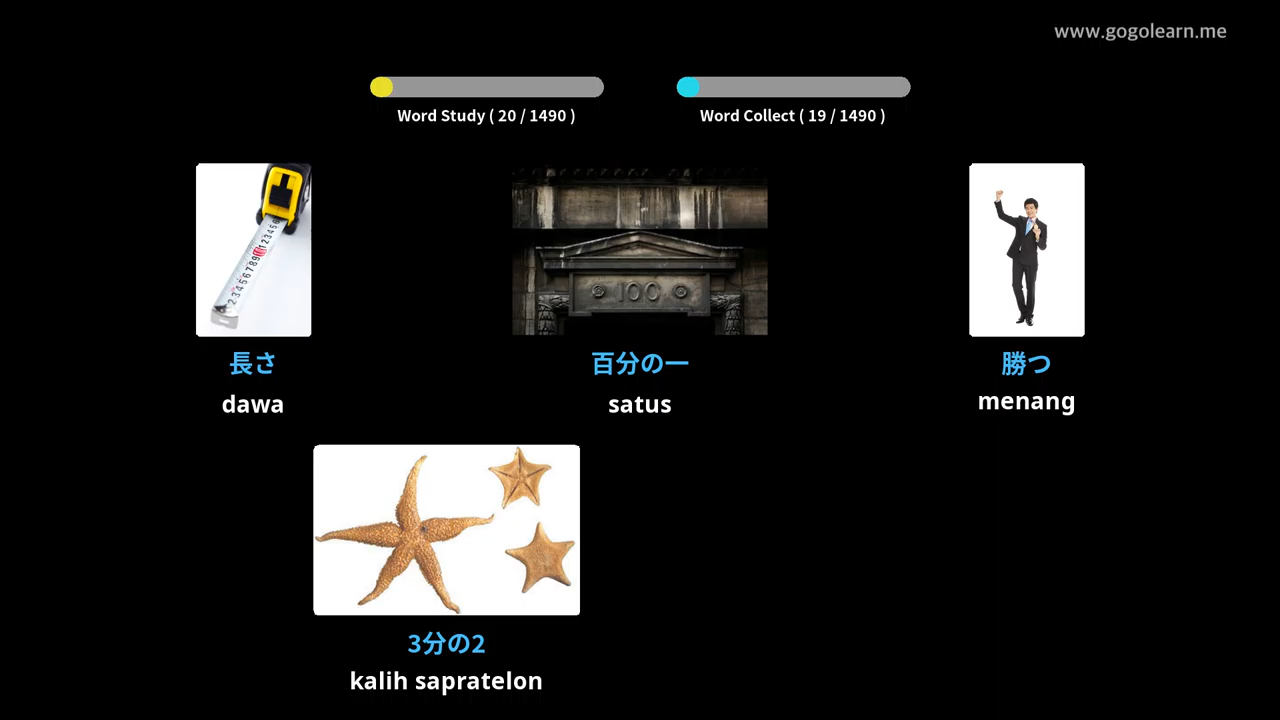 www.gogolearn.me
Word Study ( 20 / 1490 )
Word Collect ( 19 / 1490 )
100
長さ
百分の一
勝つ
dawa
satus
menang
3分の2
kalih sapratelon